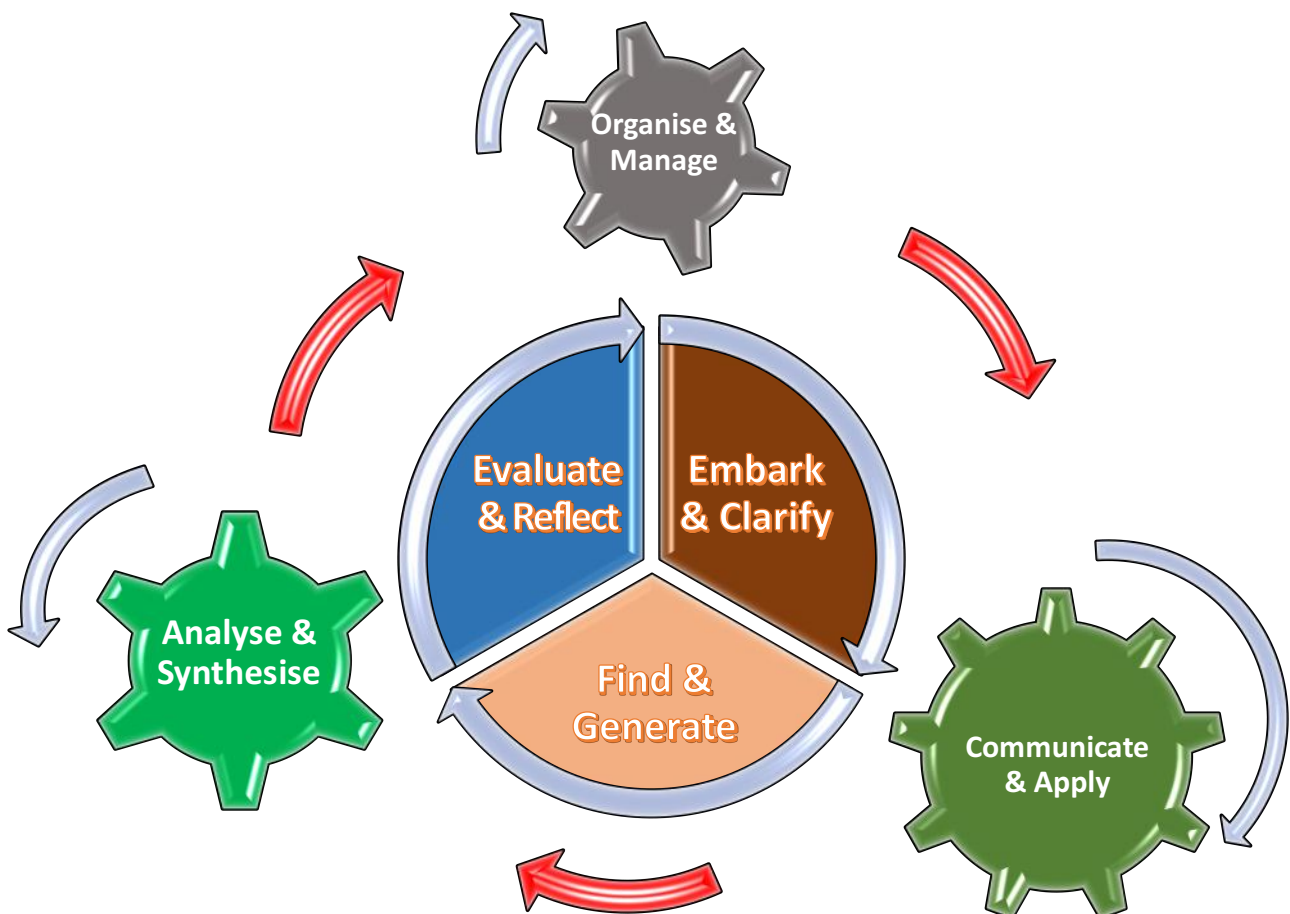 Organise &
Manage
Evaluate
& Reflect
Embark
& Clarify
Analyse &
Synthesise
Find &
Generate
Communicate
& Apply